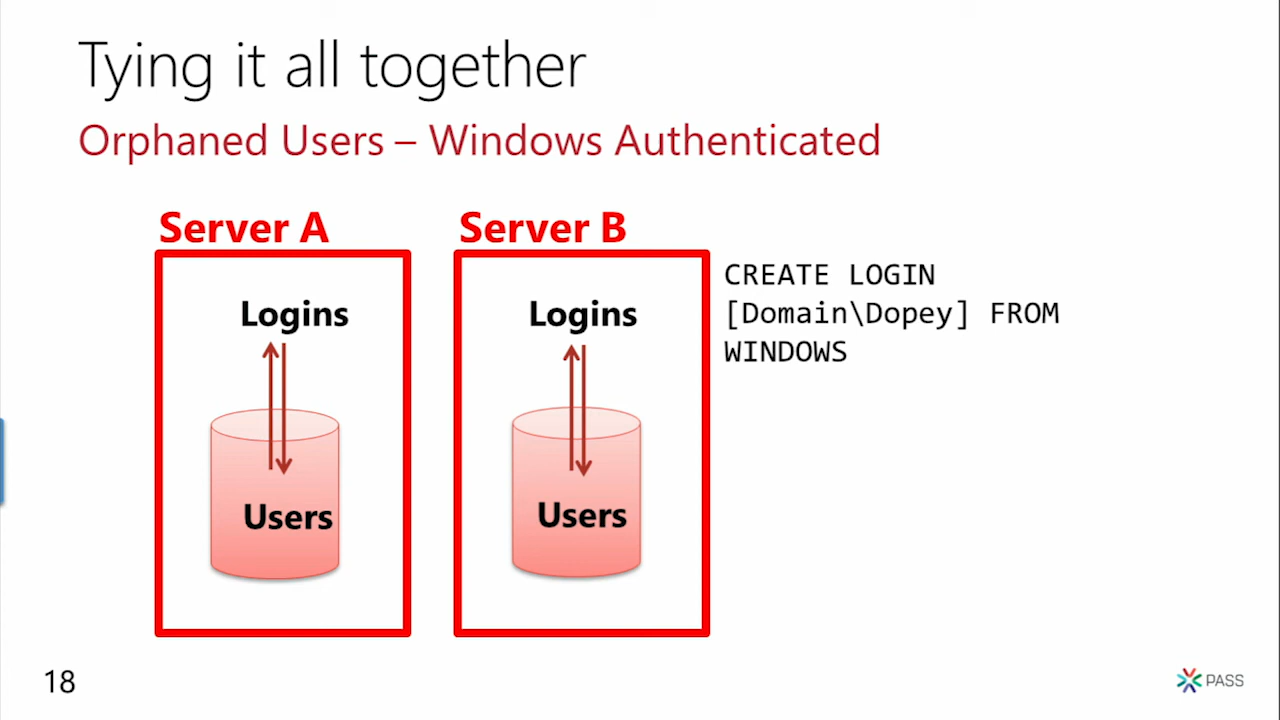 Tying it all together
Orphaned Users – Windows Authenticated
Server A
Server B
Logins
Users
Logins
Users
CREATE LOGIN
[Domain\Dopey] FROM
WINDOWS
18
PASS